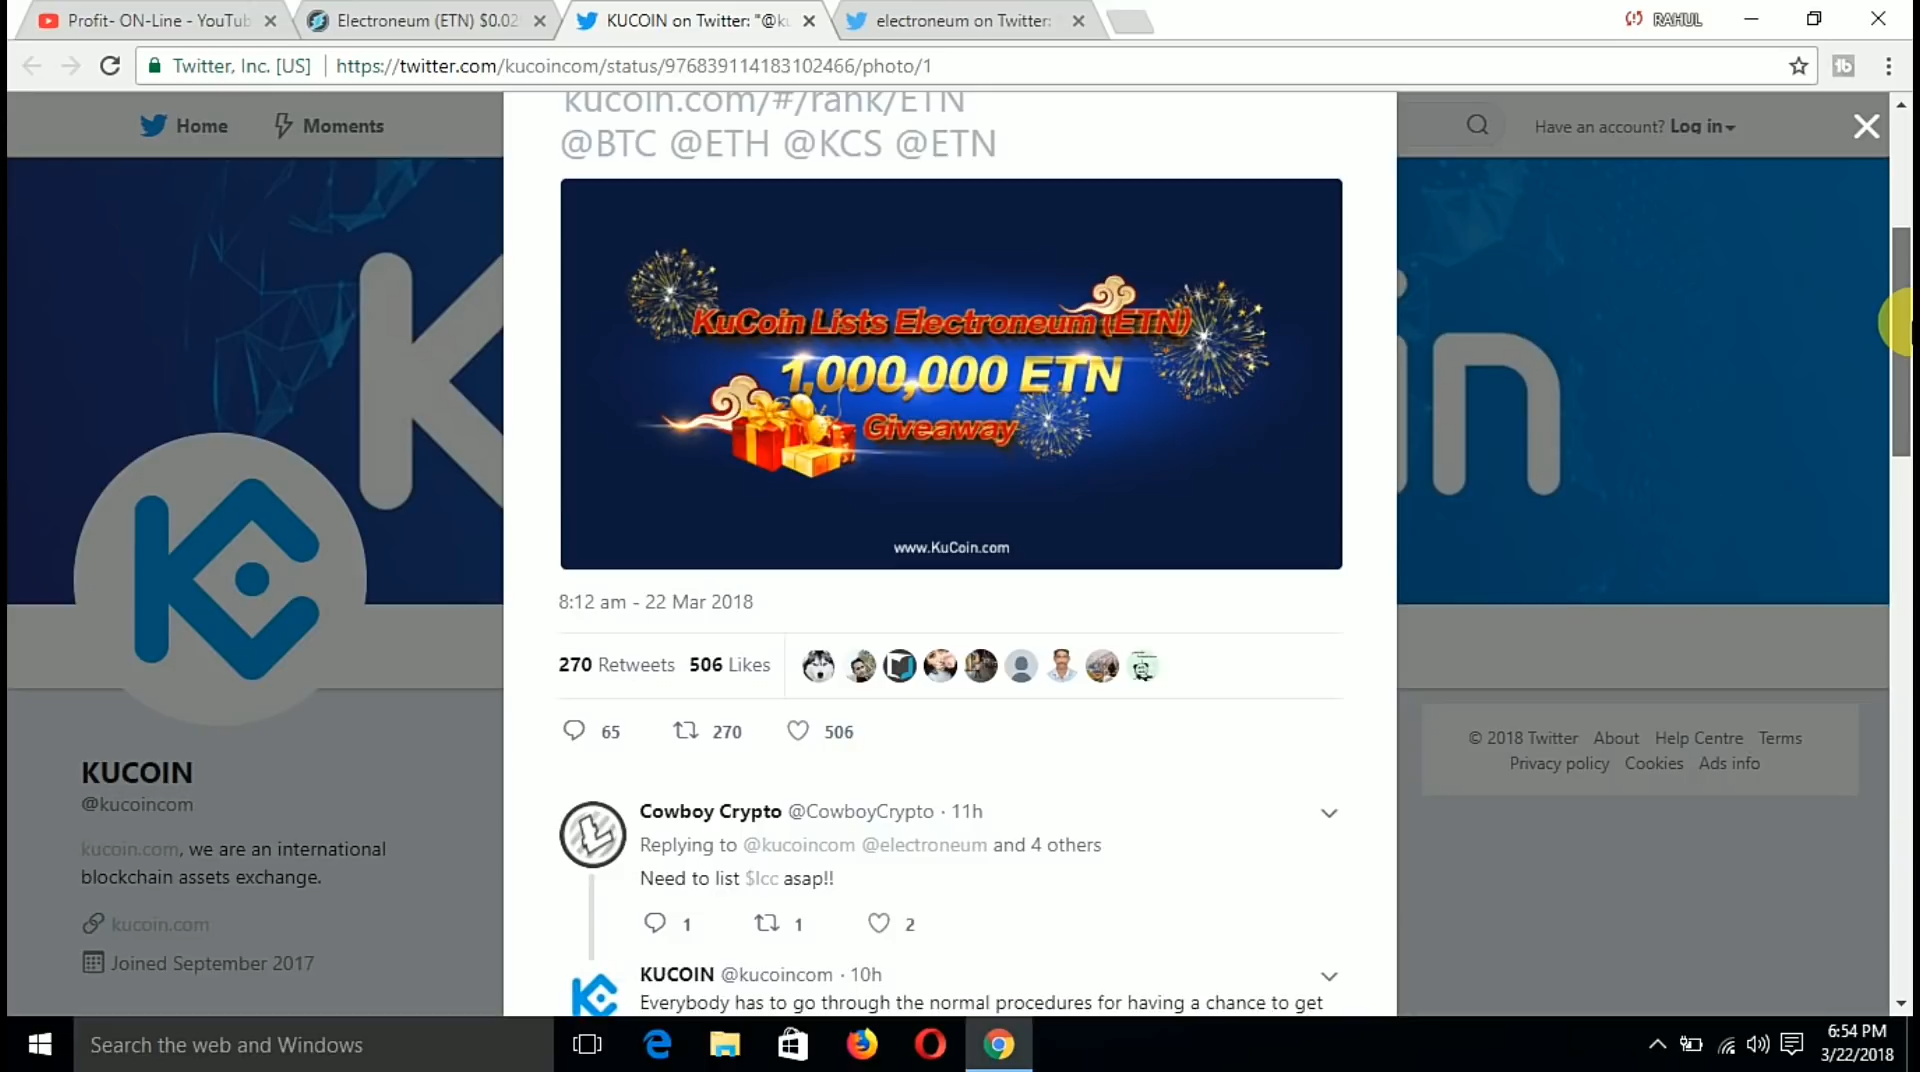 Profit- ON-Line - YouTub
Electroneum (ETN) $0.02
KUCOIN on Twitter: "@ku
electroneum on Twitter:
RAHUL
Twitter, Inc. [US]
https://twitter.com/kucoincom/status/976839114183102466/photo/1
Home
Moments
Have an account? Log in
kucoin.com/#/rank/ETN
@BTC @ETH @KCS @ETN
KuCoin Lists Electroneum (ETN)
1,000,000 ETN
Giveaway
www.KuCoin.com
8:12 am - 22 Mar 2018
270 Retweets 506 Likes
65 270 506
Cowboy Crypto @CowboyCrypto · 11h
Replying to @kucoincom @electroneum and 4 others
Need to list $lcc asap!!
1 1 2
KUCOIN @kucoincom · 10h
Everybody has to go through the normal procedures for having a chance to get
KUCOIN
@kucoincom
kucoin.com, we are an international
blockchain assets exchange.
kucoin.com
Joined September 2017
© 2018 Twitter About Help Centre Terms
Privacy policy Cookies Ads info
in
Search the web and Windows
6:54 PM
3/22/2018